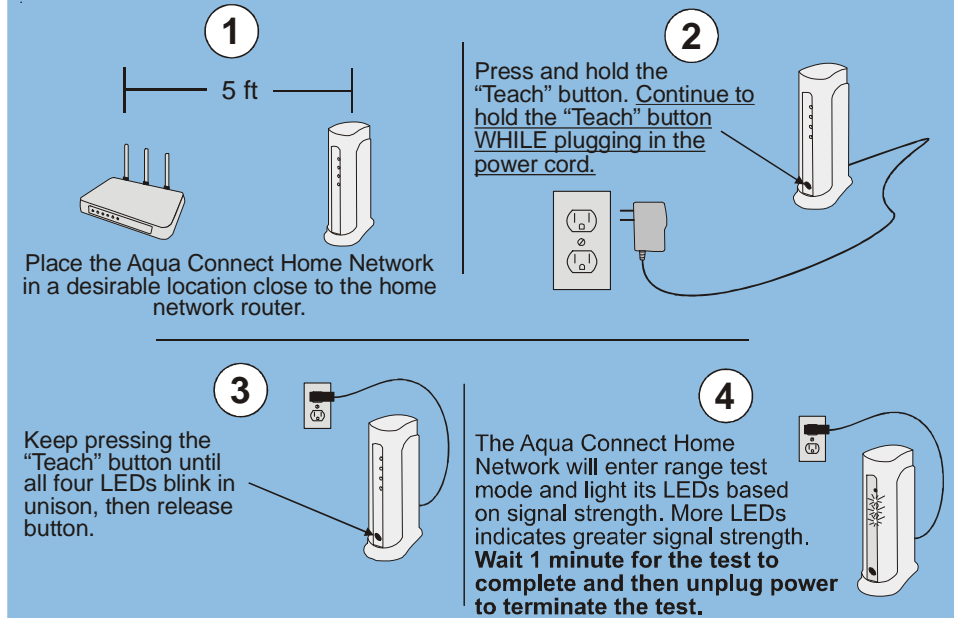 1
5 ft
Place the Aqua Connect Home Network
in a desirable location close to the home
network router.
2
Press and hold the
“Teach” button. Continue to
hold the “Teach” button
WHILE plugging in the
power cord.
3
Keep pressing the
“Teach” button until
all four LEDs blink in
unison, then release
button.
4
The Aqua Connect Home
Network will enter range test
mode and light its LEDs based
on signal strength. More LEDs
indicates greater signal strength.
Wait 1 minute for the test to
complete and then unplug power
to terminate the test.